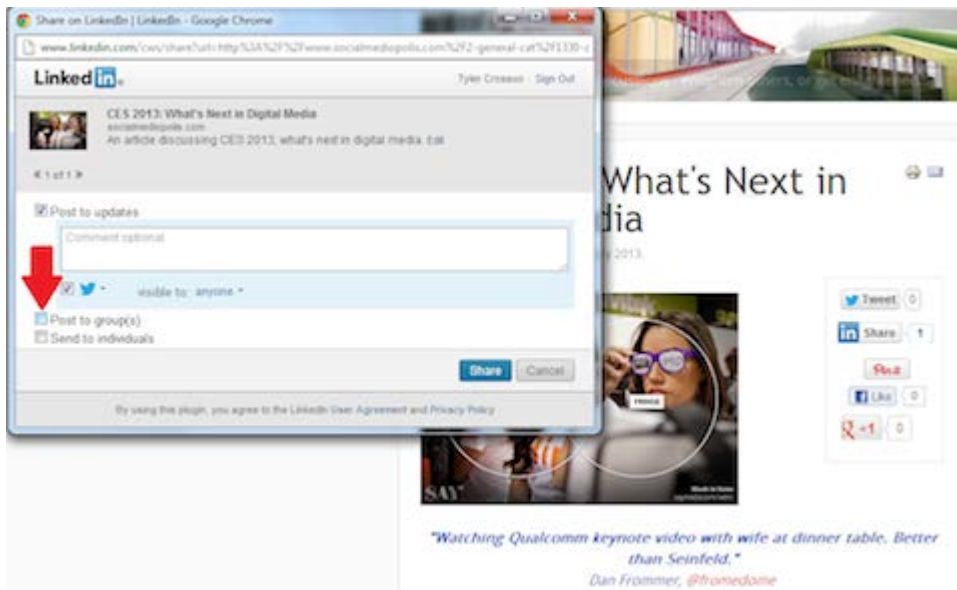 Share on LinkedIn | LinkedIn - Google Chrome
www.linkedin.com/cws/share?url=http%3A%2F%2Fwww.socialmediopolis.com%2F2-general-cat%2F1330-c
Linked in.
Tyler Sign Out
CES 2013: What's Next in Digital Media
socialmediopolis.com
An article discussing CES 2013, what's next in digital media. Edit
1 of 1
Post to updates
Comment optional
visible to: anyone
Post to group(s)
Send to individuals
Share Cancel
By using this plugin, you agree to the LinkedIn User Agreement and Privacy Policy
What's Next in
dia
2013.
Tweet 0
in Share 1
Pin it
Like 0
+1 0
FRINGE
SAY
"Watching Qualcomm keynote video with wife at dinner table. Better
than Seinfeld."
Dan Frommer, @fromedome